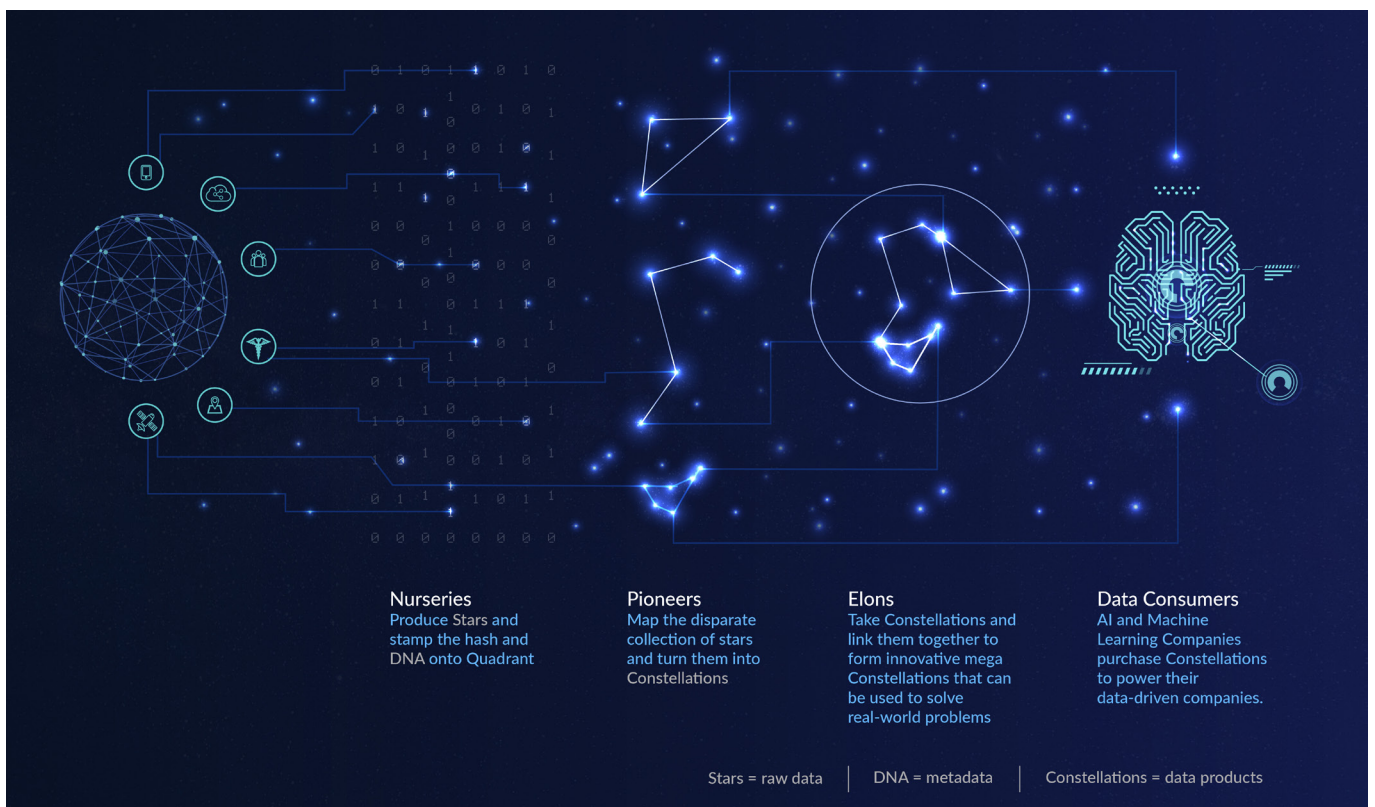 Nurseries
Produce Stars and
stamp the hash and
DNA onto Quadrant
Pioneers
Map the disparate
collection of stars
and turn them into
Constellations
Elons
Take Constellations and
link them together to
form innovative mega
Constellations that can
be used to solve
real-world problems
Data Consumers
AI and Machine
Learning Companies
purchase Constellations
to power their
data-driven companies.
Stars = raw data
DNA = metadata
Constellations = data products